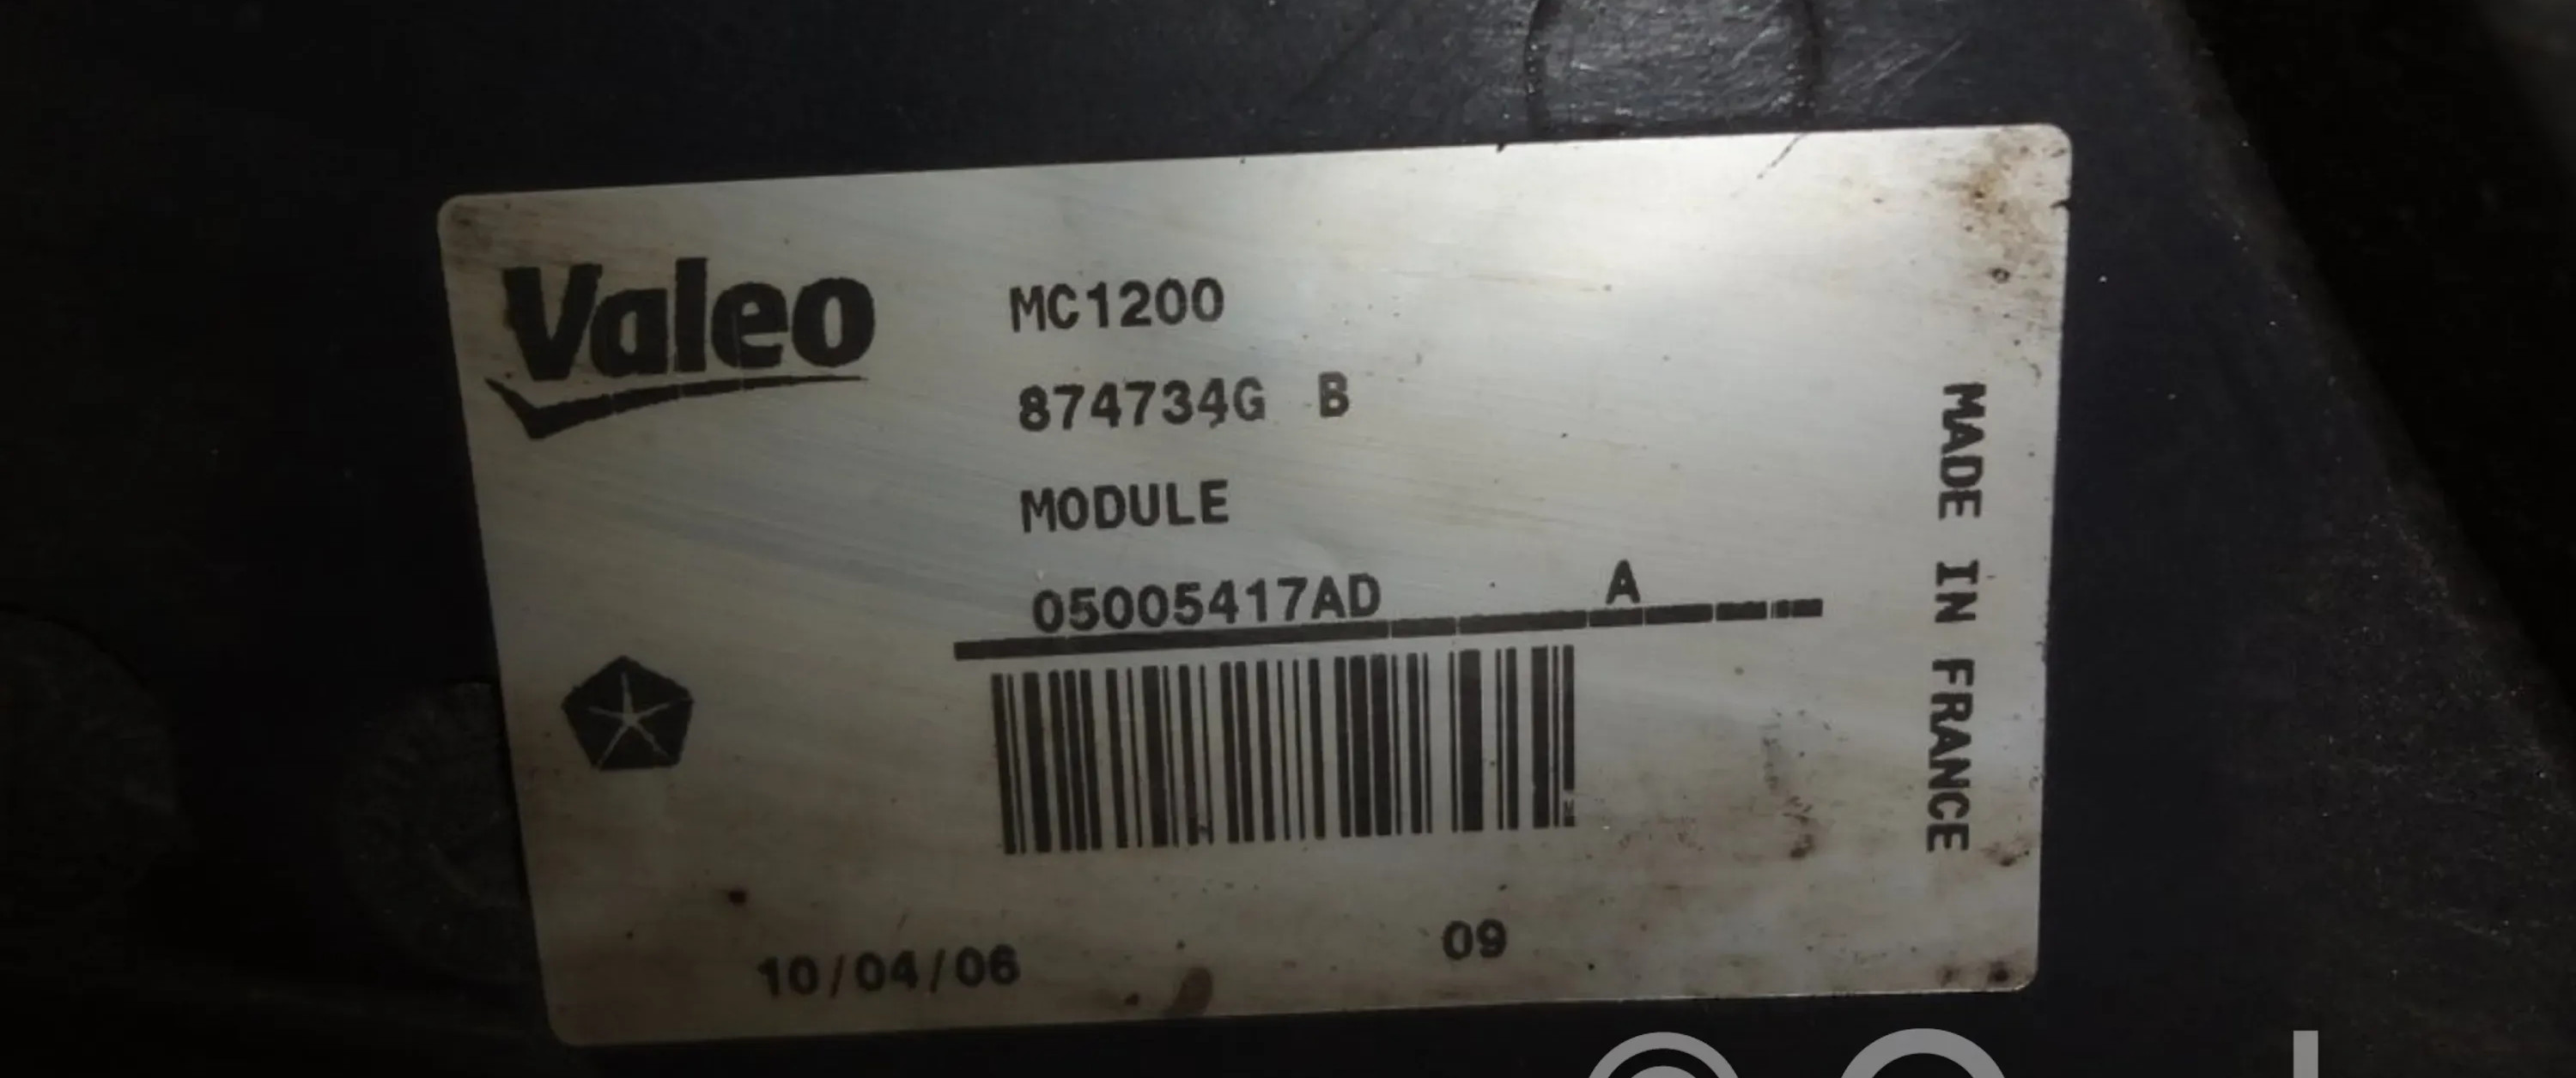 Valeo
MC1200
874734G B
MODULE
05005417AD A
10/04/06 09
MADE IN FRANCE